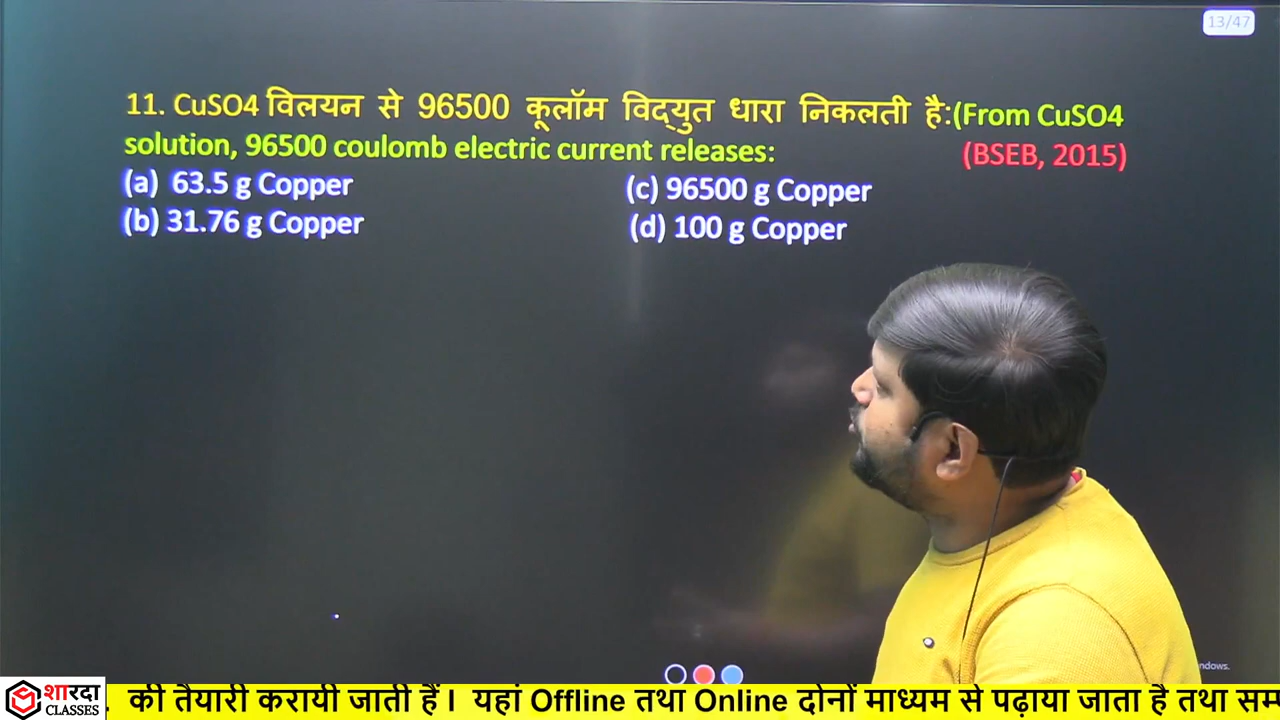 13/47
11. CuSO4 विलयन से 96500 कूलॉम विद्युत धारा निकलती है:(From CuSO4
solution, 96500 coulomb electric current releases: (BSEB, 2015)
(a) 63.5 g Copper (c) 96500 g Copper
(b) 31.76 g Copper (d) 100 g Copper
ndows.
शारदा
CLASSES
की तैयारी करायी जाती हैं I यहां Offline तथा Online दोनों माध्यम से पढ़ाया जाता है तथा सम